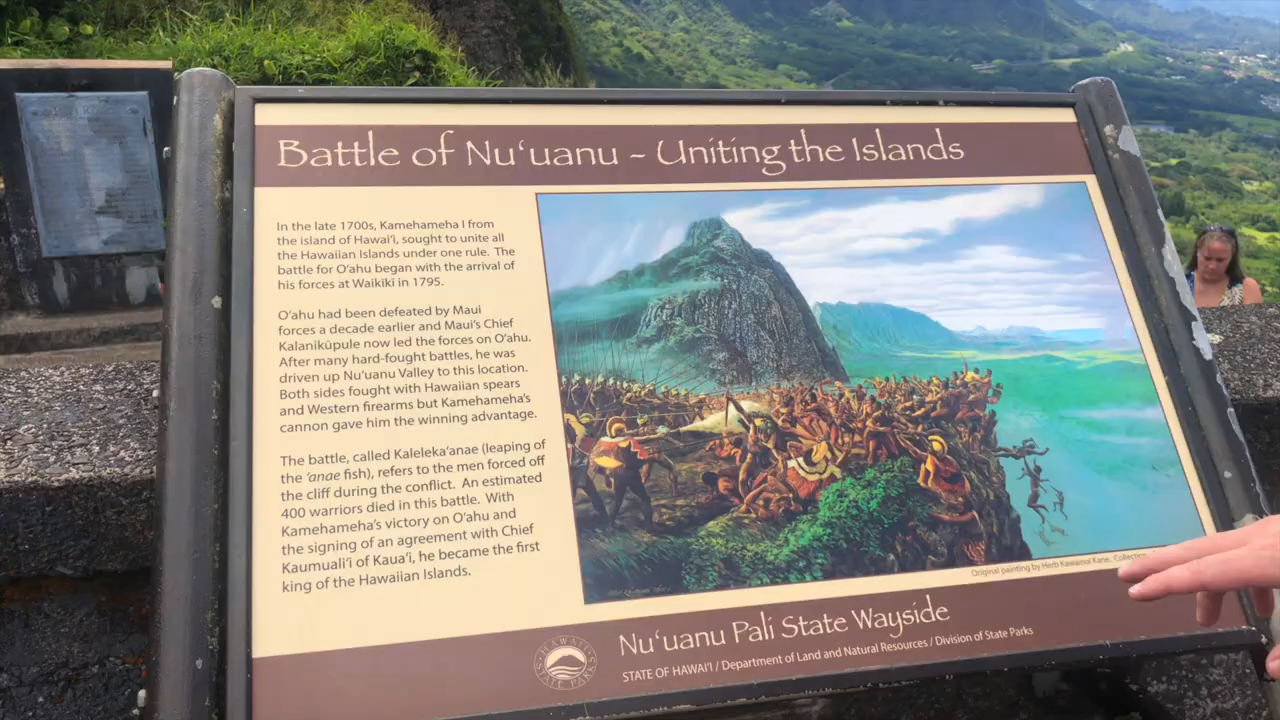 Battle of Nuʻuanu - Uniting the Islands
In the late 1700s, Kamehameha I from
the island of Hawaiʻi, sought to unite all
the Hawaiian Islands under one rule. The
battle for Oʻahu began with the arrival of
his forces at Waikīkī in 1795.
Oʻahu had been defeated by Maui
forces a decade earlier and Maui's Chief
Kalanikūpule now led the forces on Oʻahu.
After many hard-fought battles, he was
driven up Nuʻuanu Valley to this location.
Both sides fought with Hawaiian spears
and Western firearms but Kamehameha's
cannon gave him the winning advantage.
The battle, called Kalelekaʻanae (leaping of
the ʻanae fish), refers to the men forced off
the cliff during the conflict. An estimated
400 warriors died in this battle. With
Kamehameha's victory on Oʻahu and
the signing of an agreement with Chief
Kaumualiʻi of Kauaʻi, he became the first
king of the Hawaiian Islands.
Original painting by Herb Kawainui Kane. Collection
Nuʻuanu Pali State Wayside
STATE OF HAWAIʻI / Department of Land and Natural Resources / Division of State Parks
HAWAIʻI
STATE PARKS